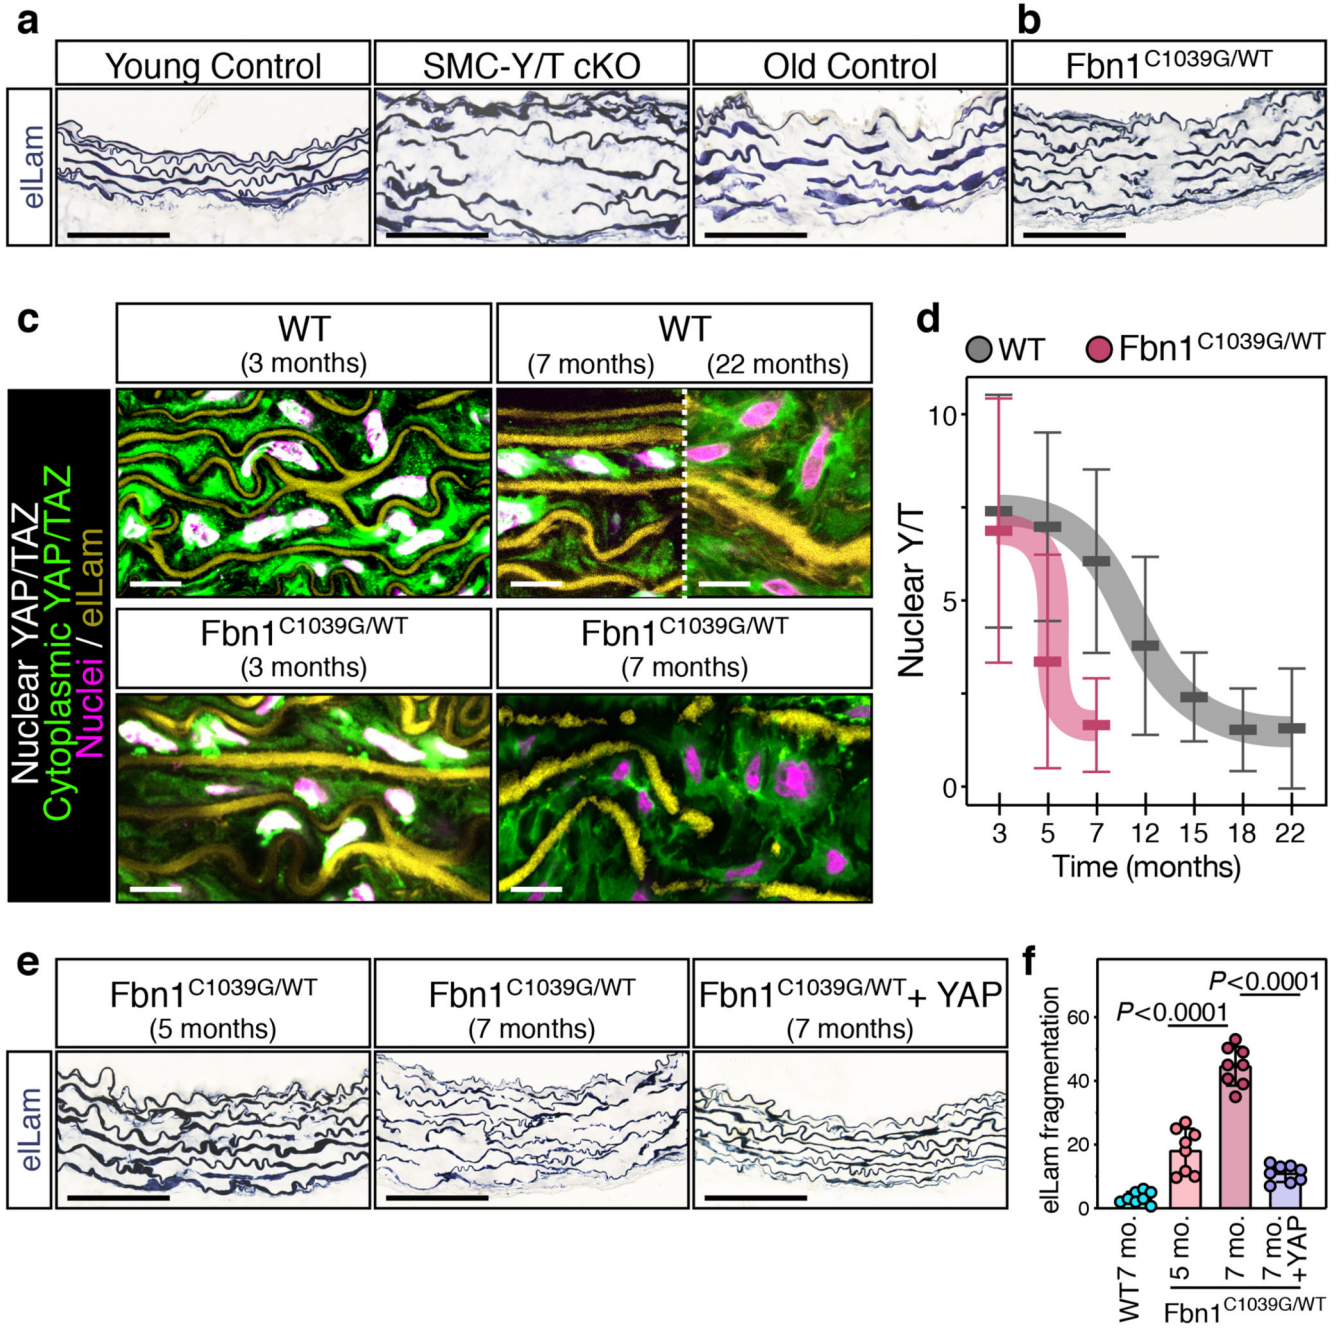 a
b
Young Control
SMC-Y/T cKO
Old Control
Fbn1C1039G/WT
elLam
c
WT
(3 months)
WT
(7 months) (22 months)
Nuclear YAP/TAZ
Cytoplasmic YAP/TAZ
Nuclei / elLam
Fbn1C1039G/WT
(3 months)
Fbn1C1039G/WT
(7 months)
d
WT Fbn1C1039G/WT
Nuclear Y/T
10
5
0
3 5 7 12 15 18 22
Time (months)
e
Fbn1C1039G/WT
(5 months)
Fbn1C1039G/WT
(7 months)
Fbn1C1039G/WT+ YAP
(7 months)
elLam
f
P<0.0001
P<0.0001
elLam fragmentation
60
40
20
0
WT 7 mo.
5 mo.
7 mo.
7 mo.
+YAP
Fbn1C1039G/WT